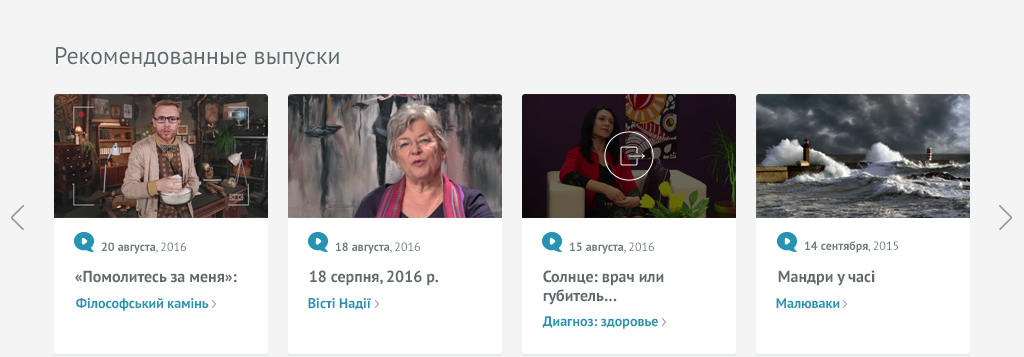 Рекомендованные выпуски
20 августа, 2016
«Помолитесь за меня»:
Філософський камінь
18 августа, 2016
18 серпня, 2016 р.
Вісті Надії
15 августа, 2016
Солнце: врач или
губитель...
Диагноз: здоровье
14 сентября, 2015
Мандри у часі
Малюваки